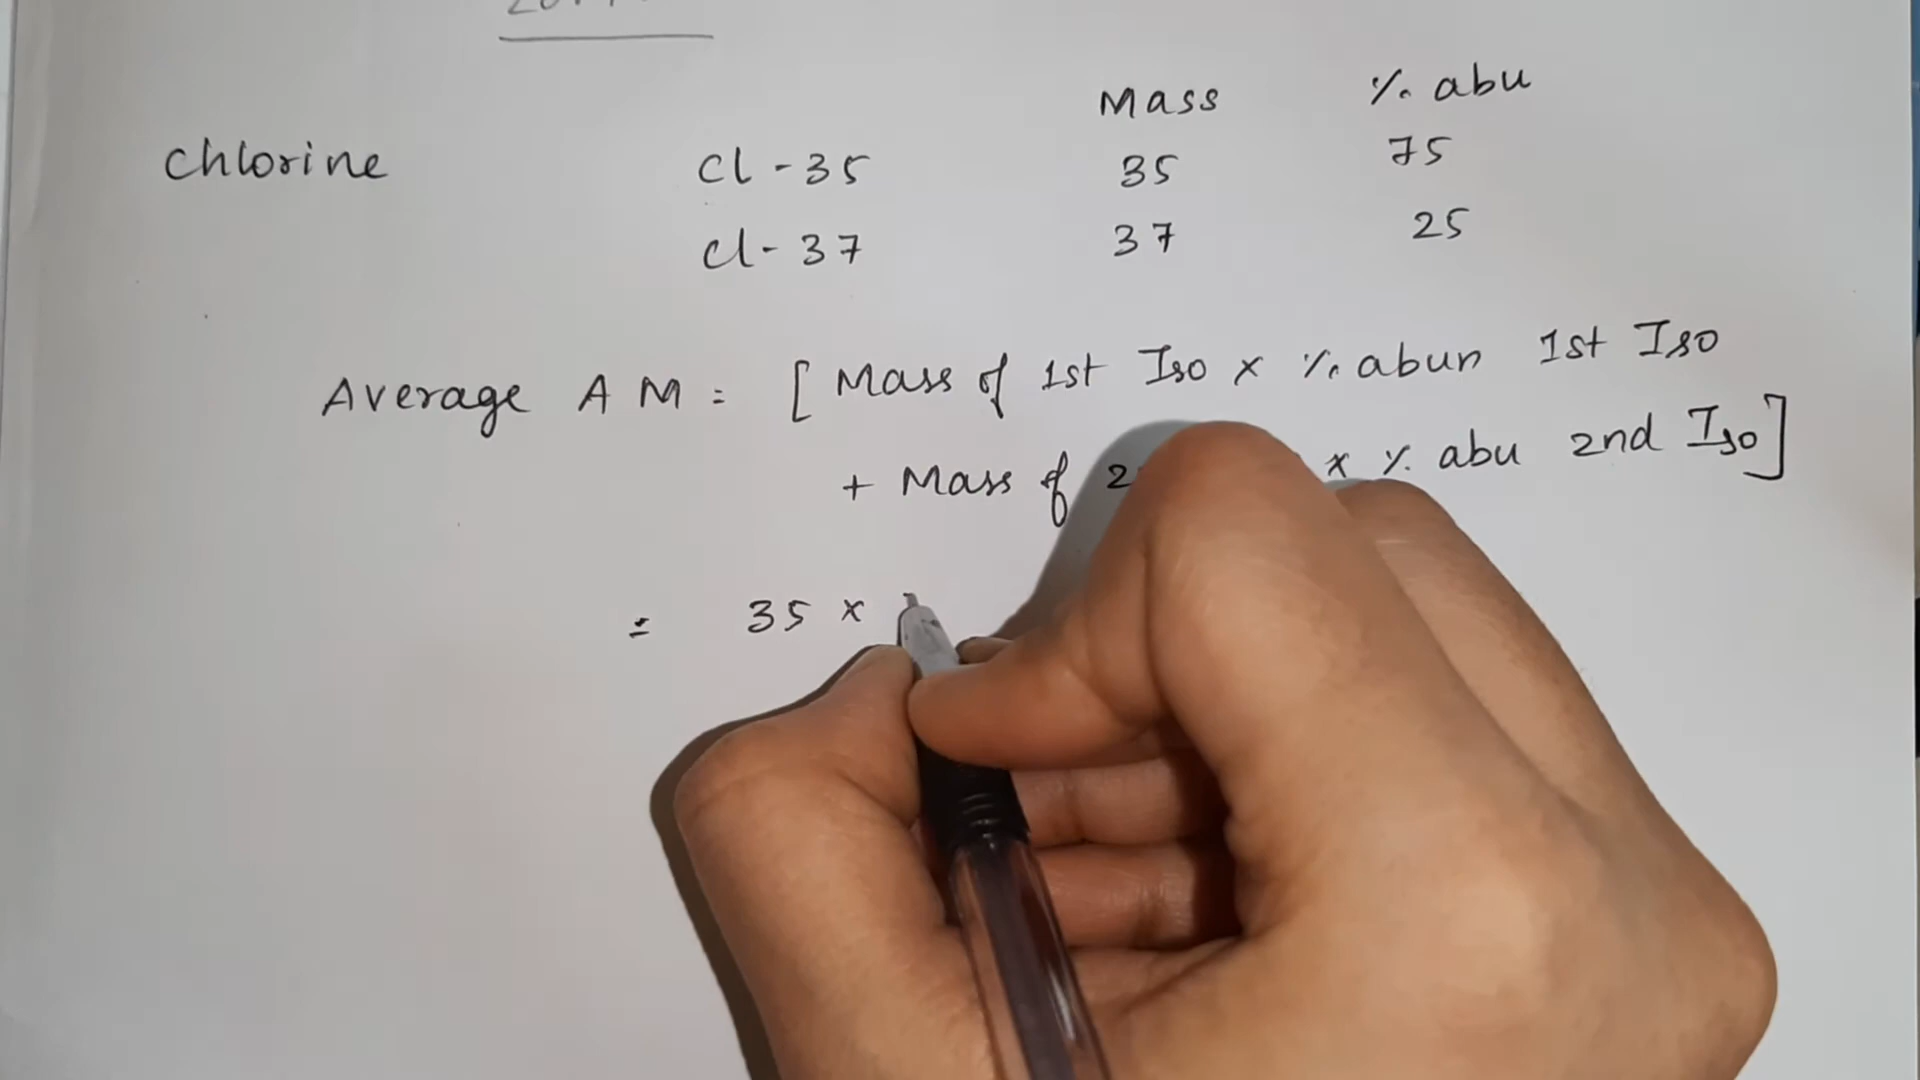 Mass % abu
Chlorine Cl - 35 35 75
Cl - 37 37 25
Average AM = [Mass of 1st Iso x % abun 1st Iso
+ Mass of x % abu 2nd Iso]
= 35 x